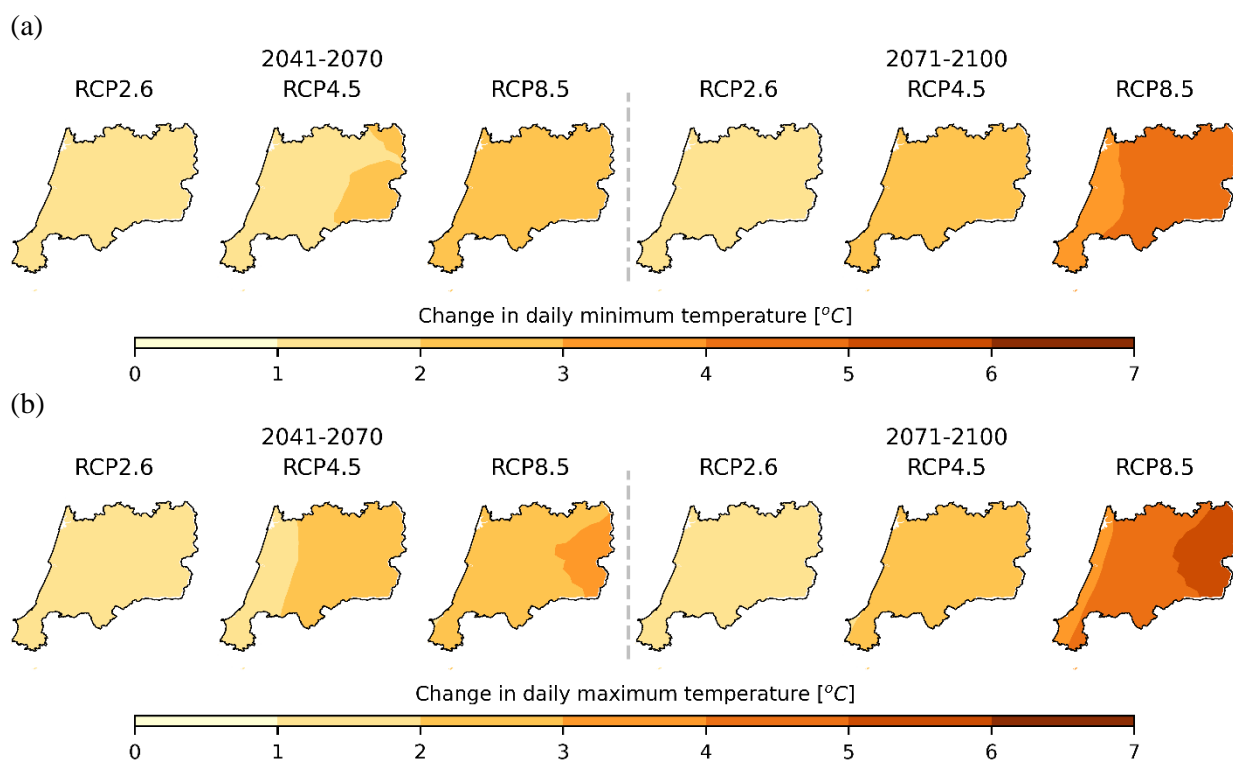 (a)
2041-2070 2071-2100
RCP2.6 RCP4.5 RCP8.5 RCP2.6 RCP4.5 RCP8.5
Change in daily minimum temperature [°C]
0 1 2 3 4 5 6 7
(b)
2041-2070 2071-2100
RCP2.6 RCP4.5 RCP8.5 RCP2.6 RCP4.5 RCP8.5
Change in daily maximum temperature [°C]
0 1 2 3 4 5 6 7